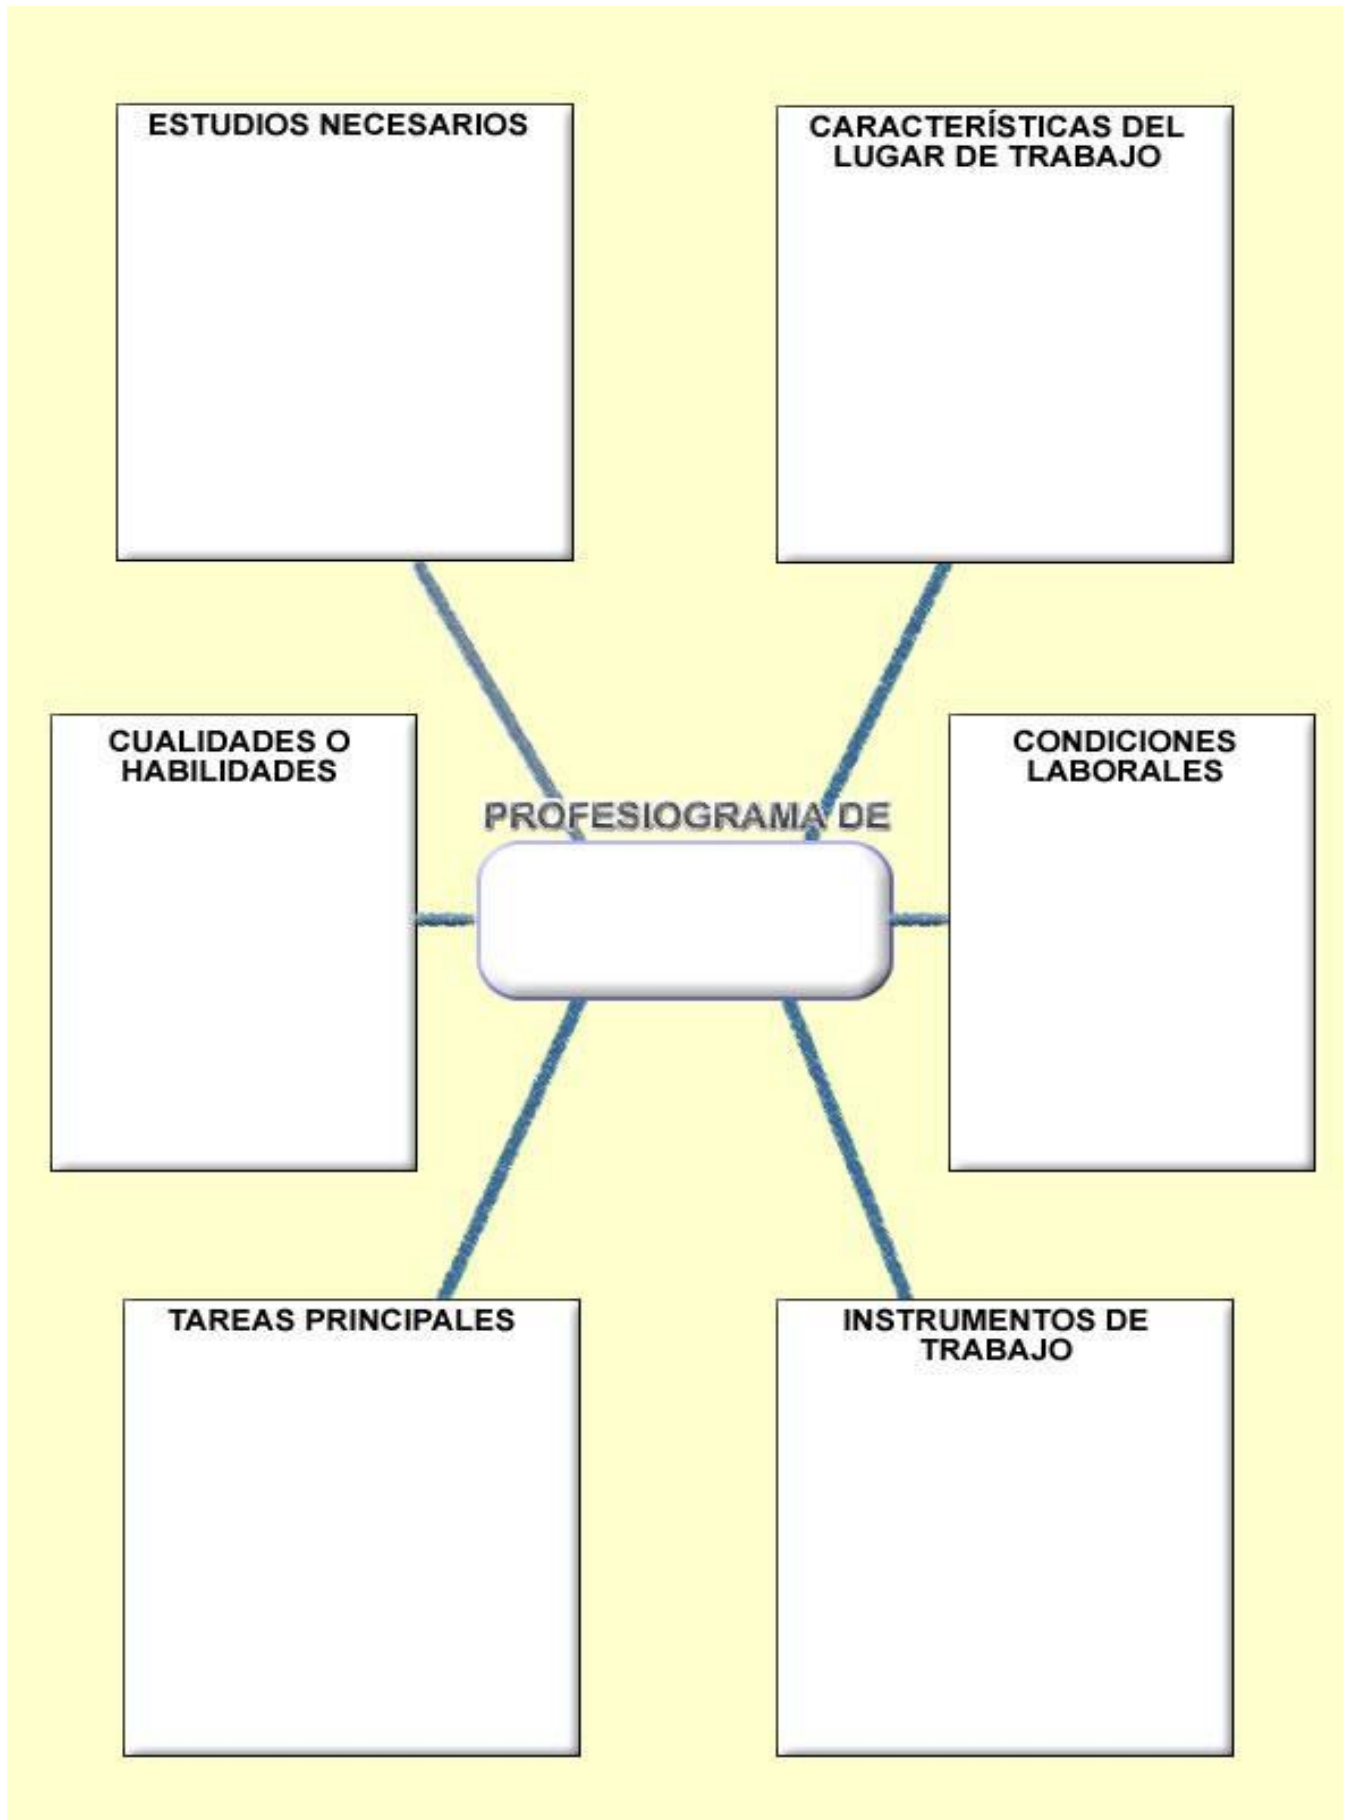 ESTUDIOS NECESARIOS
CARACTERÍSTICAS DEL
LUGAR DE TRABAJO
CUALIDADES O
HABILIDADES
CONDICIONES
LABORALES
PROFESIOGRAMA DE
TAREAS PRINCIPALES
INSTRUMENTOS DE
TRABAJO